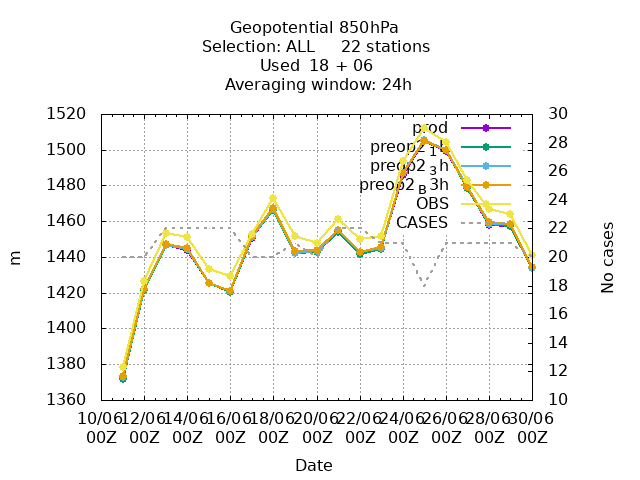 Geopotential 850hPa
Selection: ALL     22 stations
Used  18 + 06
Averaging window: 24h
prod
preop2_1h
preop2_3h
preop2_B3h
OBS
CASES
1520
1500
1480
1460
1440
1420
1400
1380
1360
30
28
26
24
22
20
18
16
14
12
10
m
No cases
10/06 12/06 14/06 16/06 18/06 20/06 22/06 24/06 26/06 28/06 30/06
00Z 00Z 00Z 00Z 00Z 00Z 00Z 00Z 00Z 00Z 00Z
Date